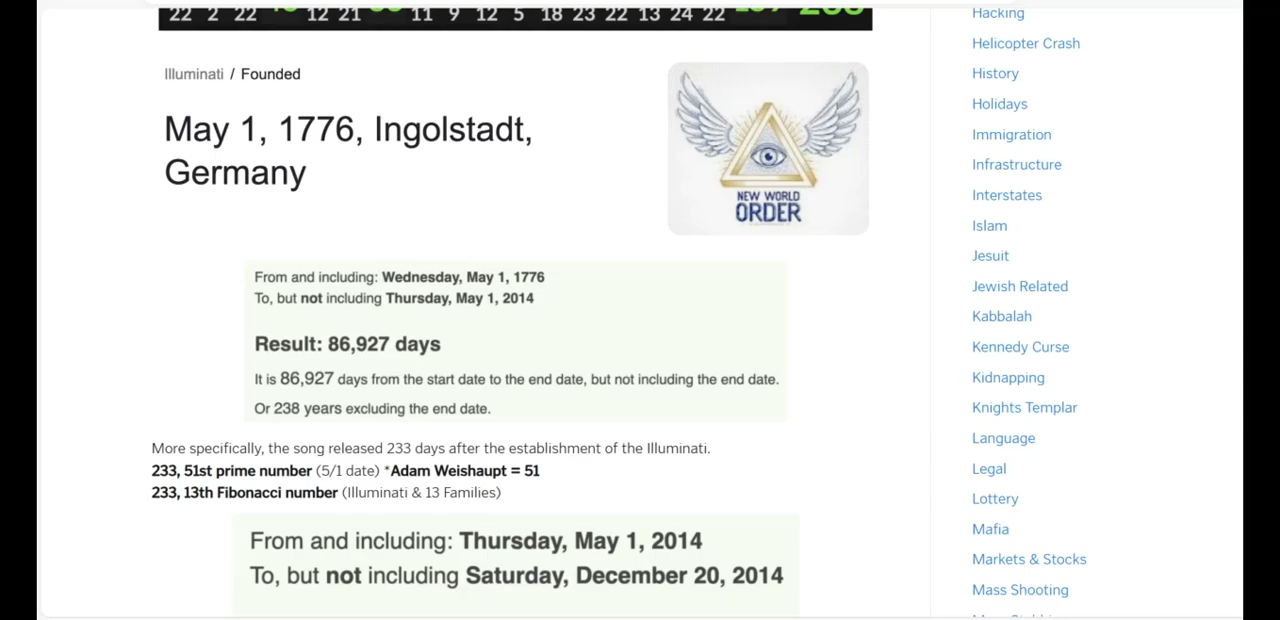 22 2 22 12 21 11 9 12 5 18 23 22 13 24 22
Illuminati / Founded
May 1, 1776, Ingolstadt,
Germany
NEW WORLD
ORDER
From and including: Wednesday, May 1, 1776
To, but not including Thursday, May 1, 2014
Result: 86,927 days
It is 86,927 days from the start date to the end date, but not including the end date.
Or 238 years excluding the end date.
More specifically, the song released 233 days after the establishment of the Illuminati.
233, 51st prime number (5/1 date) *Adam Weishaupt = 51
233, 13th Fibonacci number (Illuminati & 13 Families)
From and including: Thursday, May 1, 2014
To, but not including Saturday, December 20, 2014
Hacking
Helicopter Crash
History
Holidays
Immigration
Infrastructure
Interstates
Islam
Jesuit
Jewish Related
Kabbalah
Kennedy Curse
Kidnapping
Knights Templar
Language
Legal
Lottery
Mafia
Markets & Stocks
Mass Shooting